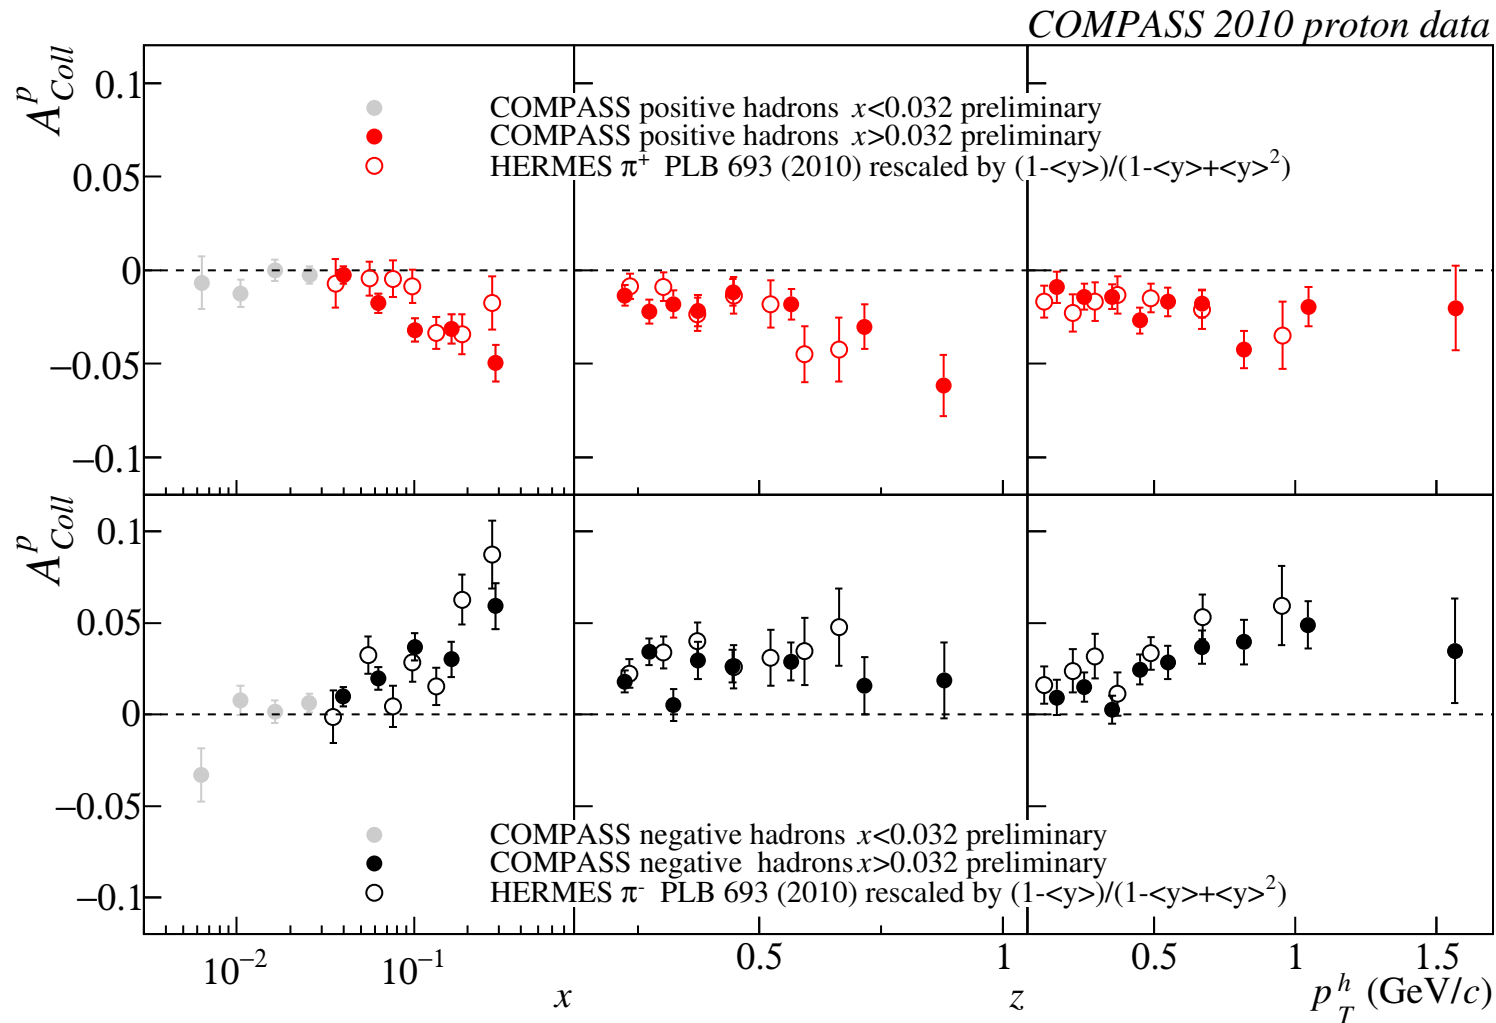 COMPASS 2010 proton data
A^p_Coll
0.1
0.05
0
−0.05
−0.1
COMPASS positive hadrons x<0.032 preliminary
COMPASS positive hadrons x>0.032 preliminary
HERMES π⁺ PLB 693 (2010) rescaled by (1-<y>)/(1-<y>+<y>²)
A^p_Coll
0.1
0.05
0
−0.05
−0.1
COMPASS negative hadrons x<0.032 preliminary
COMPASS negative hadrons x>0.032 preliminary
HERMES π⁻ PLB 693 (2010) rescaled by (1-<y>)/(1-<y>+<y>²)
10⁻² 10⁻¹ 0.5 1 0.5 1 1.5
x z p_T^h (GeV/c)